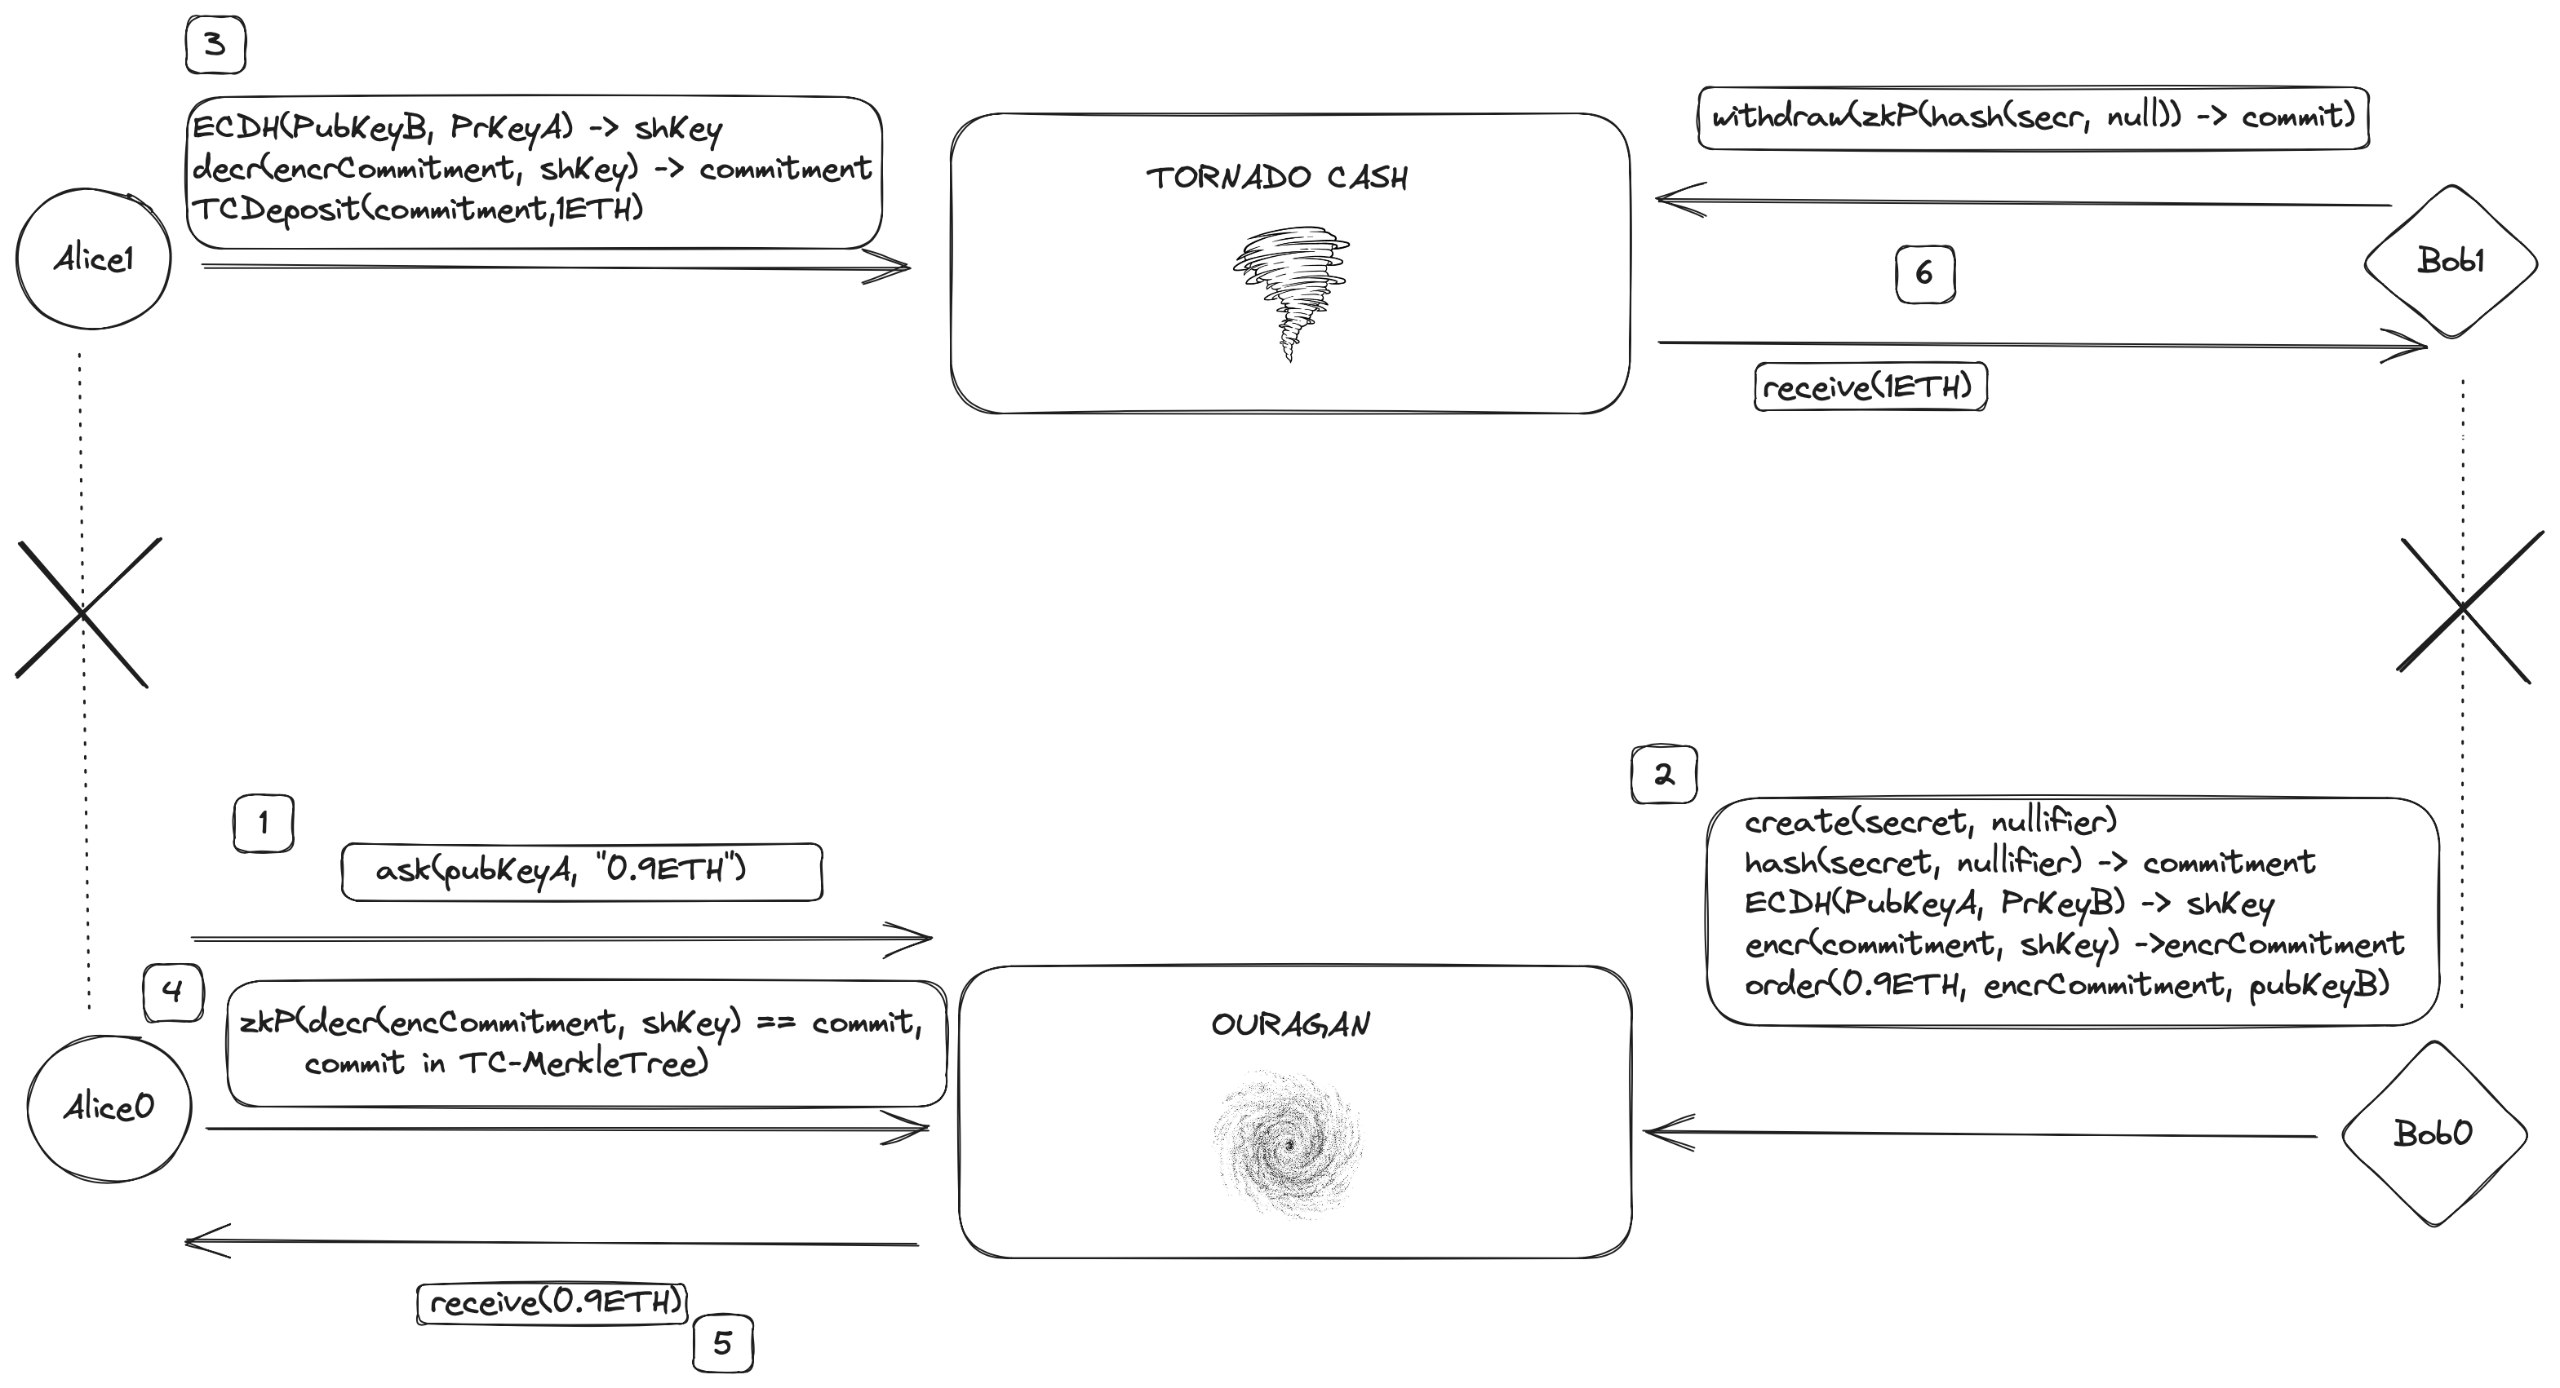 3
ECDH(PubKeyB, PrKeyA) -> shKey
decr(encrCommitment, shKey) -> commitment
TCDeposit(commitment,1ETH)
Alice1
TORNADO CASH
withdraw(zkP(hash(secr, null)) -> commit)
Bob1
6
receive(1ETH)
1
ask(pubKeyA, "0.9ETH")
2
create(secret, nullifier)
hash(secret, nullifier) -> commitment
ECDH(PubKeyA, PrKeyB) -> shKey
encr(commitment, shKey) ->encrCommitment
order(0.9ETH, encrCommitment, pubKeyB)
4
zkP(decr(encCommitment, shKey) == commit,
commit in TC-MerkleTree)
Alice0
OURAGAN
Bob0
receive(0.9ETH)
5